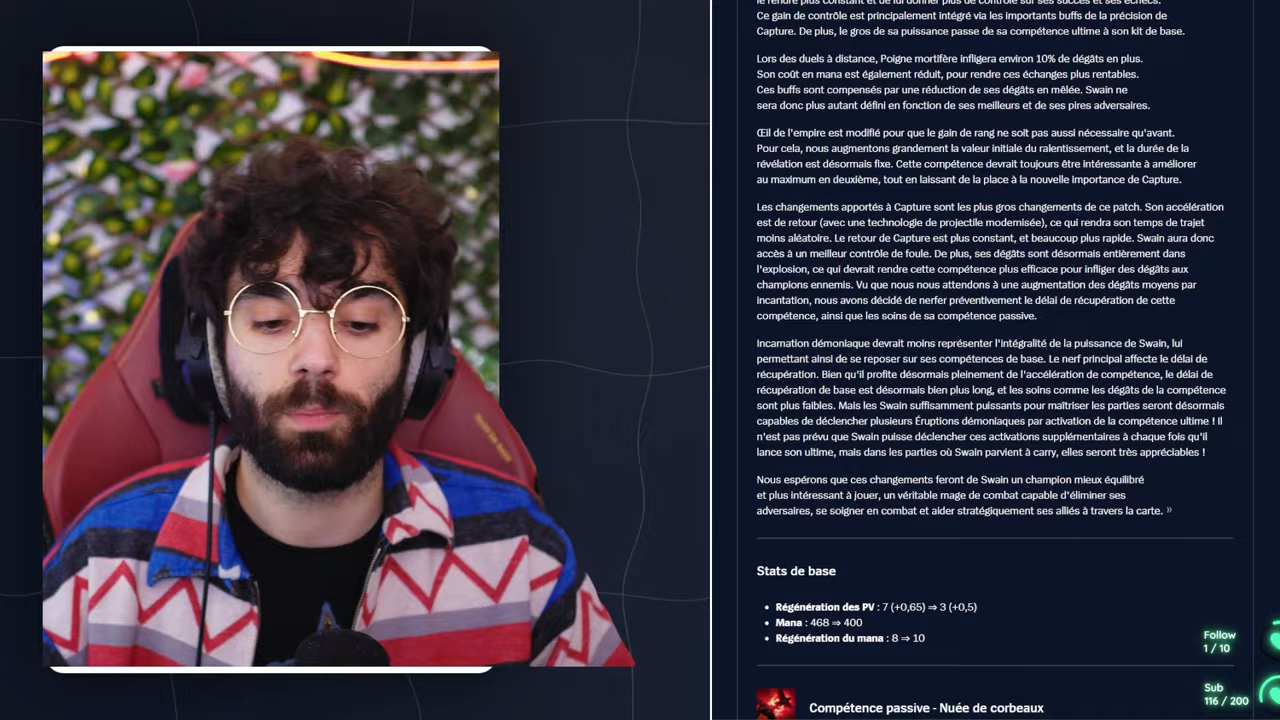 le rendre plus constant et de lui donner plus de contrôle sur ses succès et ses échecs.
Ce gain de contrôle est principalement intégré via les importants buffs de la précision de
Capture. De plus, le gros de sa puissance passe de sa compétence ultime à son kit de base.
Lors des duels à distance, Poigne mortifère infligera environ 10% de dégâts en plus.
Son coût en mana est également réduit, pour rendre ces échanges plus rentables.
Ces buffs sont compensés par une réduction de ses dégâts en mêlée. Swain ne
sera donc plus autant défini en fonction de ses meilleurs et de ses pires adversaires.
Œil de l'empire est modifié pour que le gain de rang ne soit pas aussi nécessaire qu'avant.
Pour cela, nous augmentons grandement la valeur initiale du ralentissement, et la durée de la
révélation est désormais fixe. Cette compétence devrait toujours être intéressante à améliorer
au maximum en deuxième, tout en laissant de la place à la nouvelle importance de Capture.
Les changements apportés à Capture sont les plus gros changements de ce patch. Son accélération
est de retour (avec une technologie de projectile modernisée), ce qui rendra son temps de trajet
moins aléatoire. Le retour de Capture est plus constant, et beaucoup plus rapide. Swain aura donc
accès à un meilleur contrôle de foule. De plus, ses dégâts sont désormais entièrement dans
l'explosion, ce qui devrait rendre cette compétence plus efficace pour infliger des dégâts aux
champions ennemis. Vu que nous nous attendons à une augmentation des dégâts moyens par
incantation, nous avons décidé de nerfer préventivement le délai de récupération de cette
compétence, ainsi que les soins de sa compétence passive.
Incarnation démoniaque devrait moins représenter l'intégralité de la puissance de Swain, lui
permettant ainsi de se reposer sur ses compétences de base. Le nerf principal affecte le délai de
récupération. Bien qu'il profite désormais pleinement de l'accélération de compétence, le délai de
récupération de base est désormais bien plus long, et les soins comme les dégâts de la compétence
sont plus faibles. Mais les Swain suffisamment puissants pour maîtriser les parties seront désormais
capables de déclencher plusieurs Éruptions démoniaques par activation de la compétence ultime ! Il
n'est pas prévu que Swain puisse déclencher ces activations supplémentaires à chaque fois qu'il
lance son ultime, mais dans les parties où Swain parvient à carry, elles seront très appréciables !
Nous espérons que ces changements feront de Swain un champion mieux équilibré
et plus intéressant à jouer, un véritable mage de combat capable d'éliminer ses
adversaires, se soigner en combat et aider stratégiquement ses alliés à travers la carte. »
Stats de base
• Régénération des PV : 7 (+0,65) ⇒ 3 (+0,5)
• Mana : 468 ⇒ 400
• Régénération du mana : 8 ⇒ 10
Follow
1 / 10
Sub
116 / 200
Compétence passive - Nuée de corbeaux